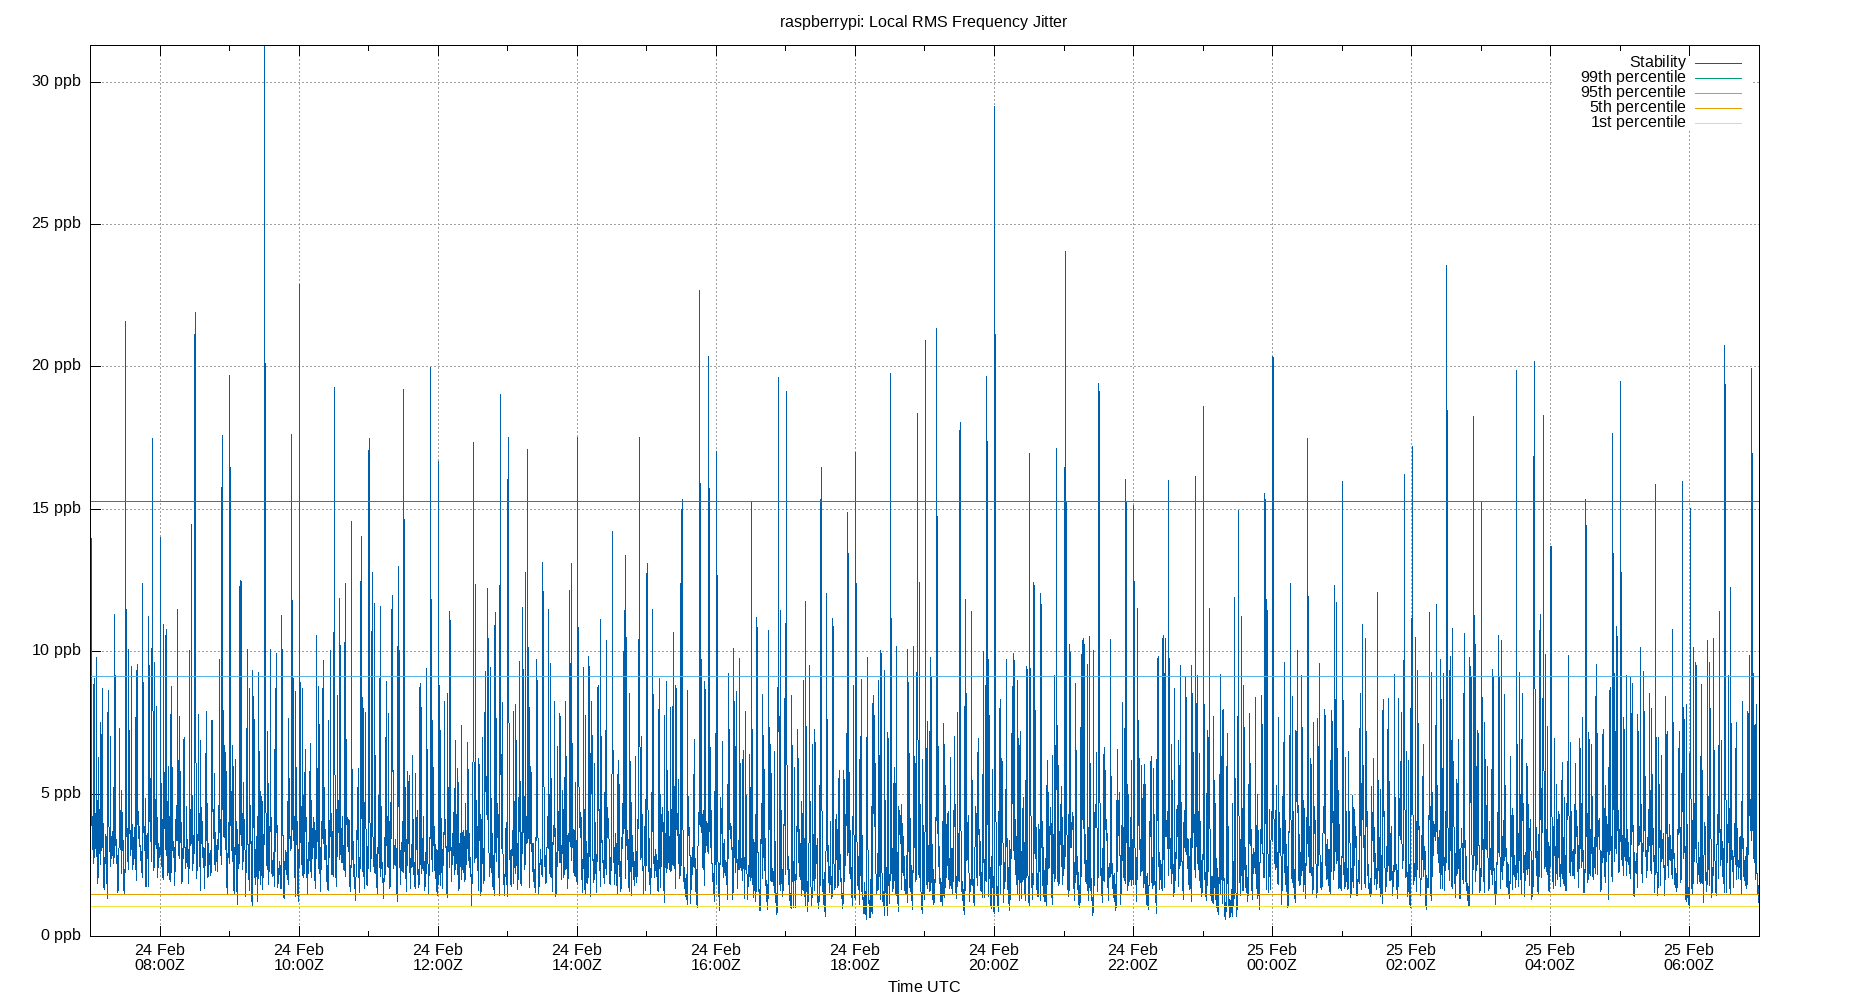 raspberrypi: Local RMS Frequency Jitter
30 ppb
25 ppb
20 ppb
15 ppb
10 ppb
5 ppb
0 ppb
Stability
99th percentile
95th percentile
5th percentile
1st percentile
24 Feb 24 Feb 24 Feb 24 Feb 24 Feb 24 Feb 24 Feb 24 Feb 25 Feb 25 Feb 25 Feb 25 Feb
08:00Z 10:00Z 12:00Z 14:00Z 16:00Z 18:00Z 20:00Z 22:00Z 00:00Z 02:00Z 04:00Z 06:00Z
Time UTC